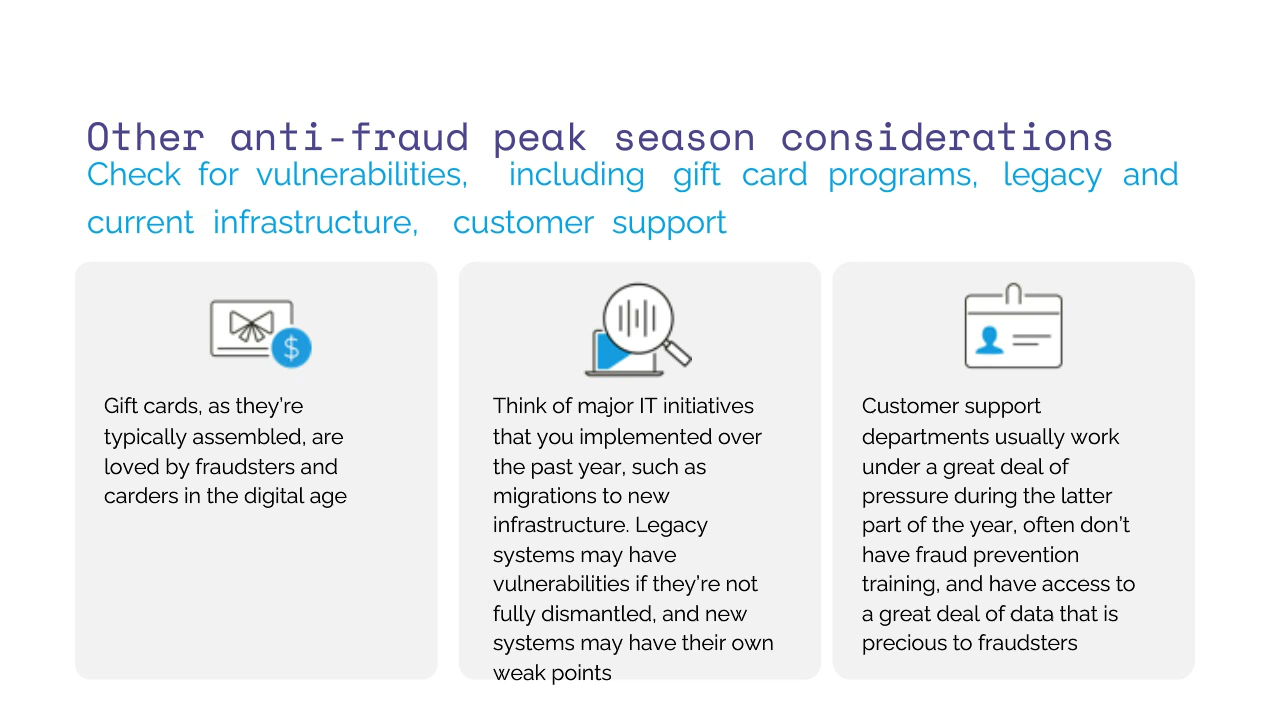 Other anti-fraud peak season considerations
Check for vulnerabilities, including gift card programs, legacy and
current infrastructure, customer support
$
Gift cards, as they're
typically assembled, are
loved by fraudsters and
carders in the digital age
Think of major IT initiatives
that you implemented over
the past year, such as
migrations to new
infrastructure. Legacy
systems may have
vulnerabilities if they're not
fully dismantled, and new
systems may have their own
weak points
Customer support
departments usually work
under a great deal of
pressure during the latter
part of the year, often don't
have fraud prevention
training, and have access to
a great deal of data that is
precious to fraudsters